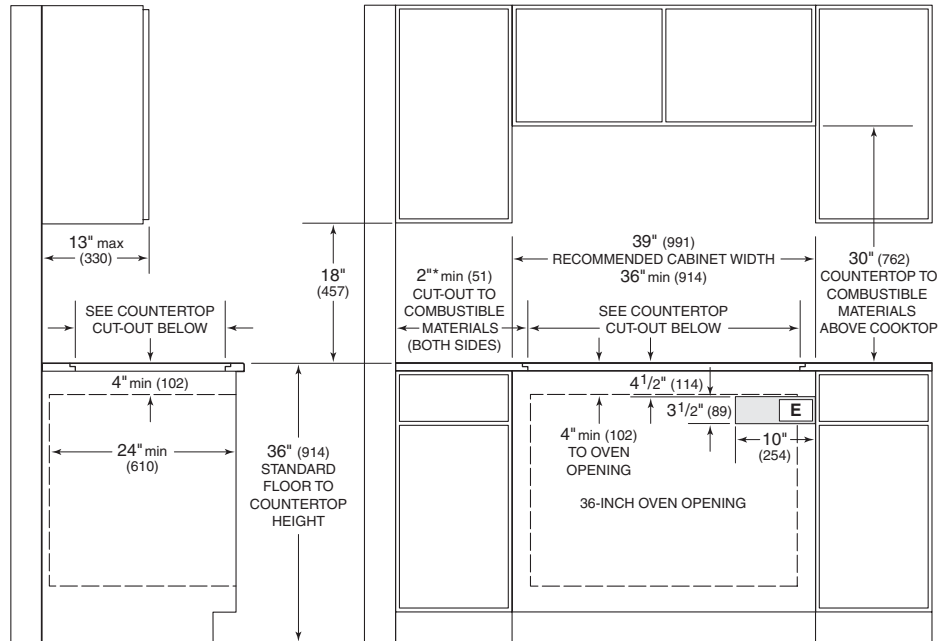 13" max
(330)
18"
(457)
2"* min (51)
CUT-OUT TO
COMBUSTIBLE
MATERIALS
(BOTH SIDES)
39" (991)
RECOMMENDED CABINET WIDTH
36" min (914)
30" (762)
COUNTERTOP TO
COMBUSTIBLE
MATERIALS
ABOVE COOKTOP
SEE COUNTERTOP
CUT-OUT BELOW
SEE COUNTERTOP
CUT-OUT BELOW
4" min (102)
24" min
(610)
36" (914)
STANDARD
FLOOR TO
COUNTERTOP
HEIGHT
4 1/2" (114)
3 1/2" (89)
E
4" min (102)
TO OVEN
OPENING
10"
(254)
36-INCH OVEN OPENING